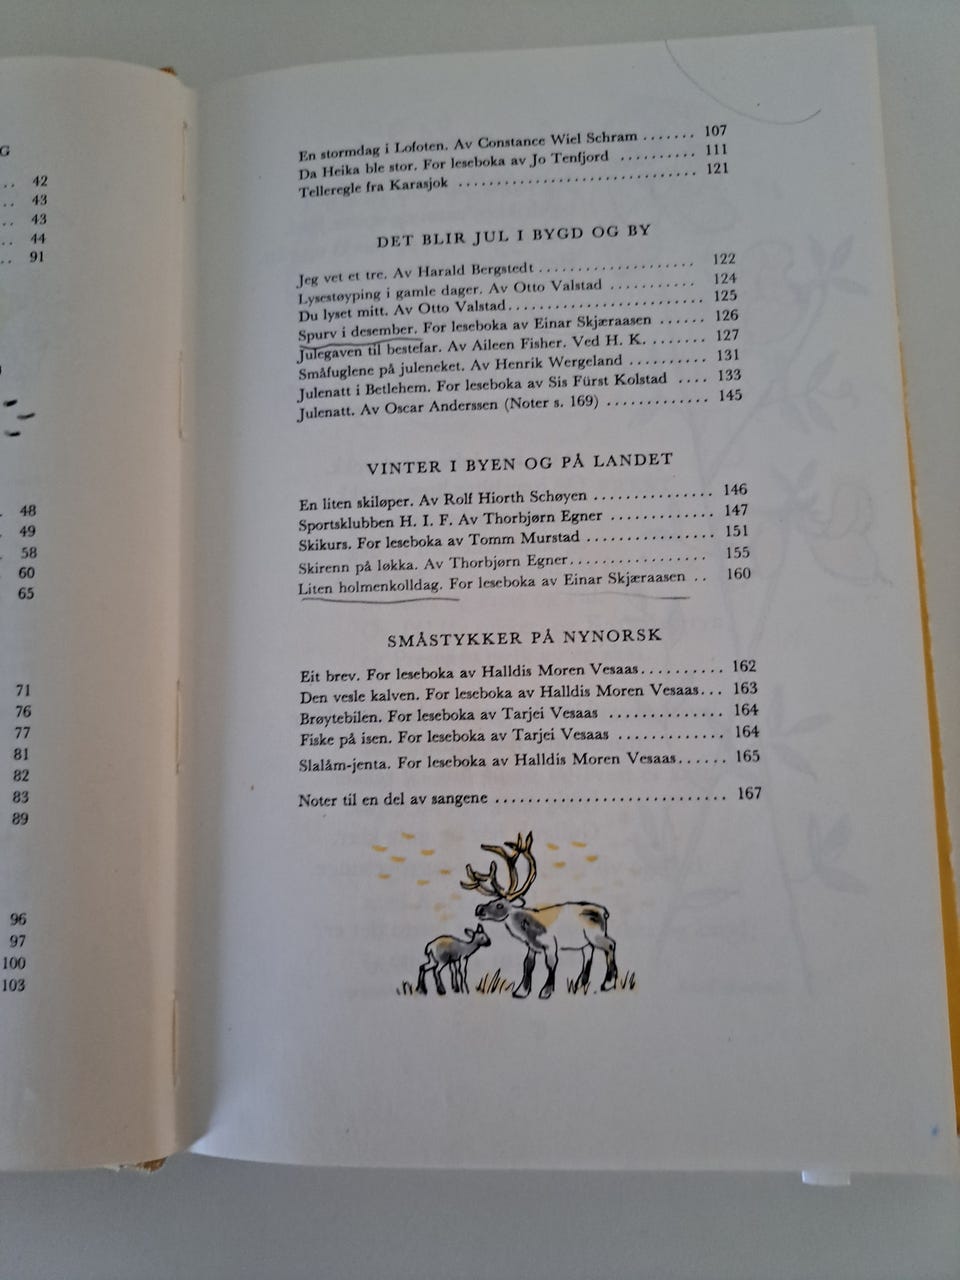 G
.. 42
.. 43
.. 43
.. 44
.. 91
48
49
58
60
65
71
76
77
81
82
83
89
96
97
100
103
En stormdag i Lofoten. Av Constance Wiel Schram ....... 107
Da Heika ble stor. For leseboka av Jo Tenfjord .......... 111
Telleregle fra Karasjok .............................. 121
DET BLIR JUL I BYGD OG BY
Jeg vet et tre. Av Harald Bergstedt .................... 122
Lysestøyping i gamle dager. Av Otto Valstad ........... 124
Du lyset mitt. Av Otto Valstad......................... 125
Spurv i desember. For leseboka av Einar Skjæraasen ...... 126
Julegaven til bestefar. Av Aileen Fisher. Ved H. K. ....... 127
Småfuglene på juleneket. Av Henrik Wergeland .......... 131
Julenatt i Betlehem. For leseboka av Sis Fürst Kolstad .... 133
Julenatt. Av Oscar Anderssen (Noter s. 169) ............. 145
VINTER I BYEN OG PÅ LANDET
En liten skiløper. Av Rolf Hiorth Schøyen ............... 146
Sportsklubben H. I. F. Av Thorbjørn Egner ............. 147
Skikurs. For leseboka av Tomm Murstad ................ 151
Skirenn på løkka. Av Thorbjørn Egner................. 155
Liten holmenkolldag. For leseboka av Einar Skjæraasen .. 160
SMÅSTYKKER PÅ NYNORSK
Eit brev. For leseboka av Halldis Moren Vesaas.......... 162
Den vesle kalven. For leseboka av Halldis Moren Vesaas... 163
Brøytebilen. For leseboka av Tarjei Vesaas .............. 164
Fiske på isen. For leseboka av Tarjei Vesaas ............. 164
Slalåm-jenta. For leseboka av Halldis Moren Vesaas...... 165
Noter til en del av sangene ............................. 167